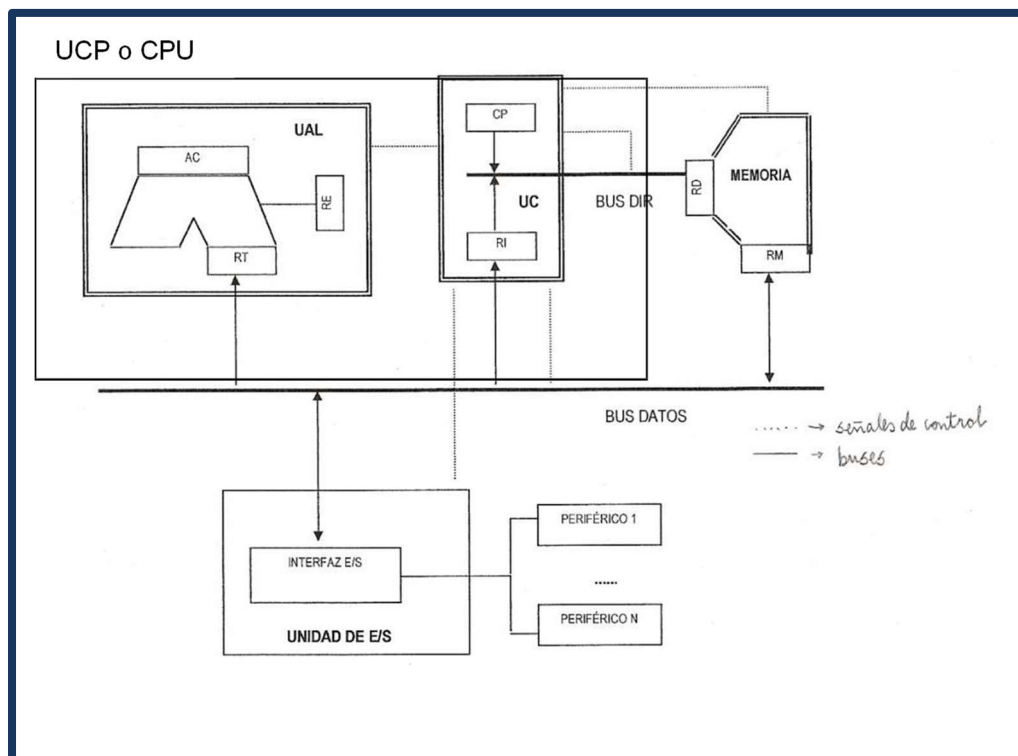 UCP o CPU
UAL
AC
RE
RT
CP
UC
RI
BUS DIR
RD
MEMORIA
RM
BUS DATOS
...... → señales de control
—— → buses
INTERFAZ E/S
UNIDAD DE E/S
PERIFÉRICO 1
......
PERIFÉRICO N